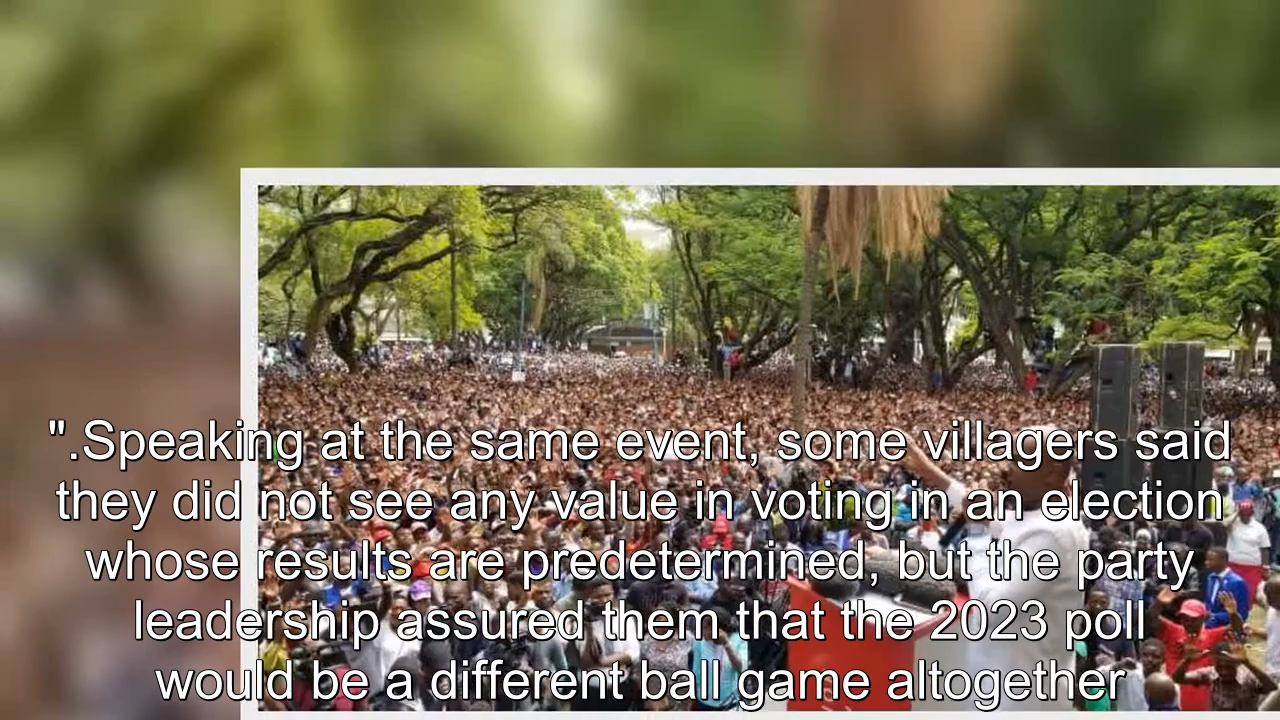 ".Speaking at the same event, some villagers said
they did not see any value in voting in an election
whose results are predetermined, but the party
leadership assured them that the 2023 poll
would be a different ball game altogether